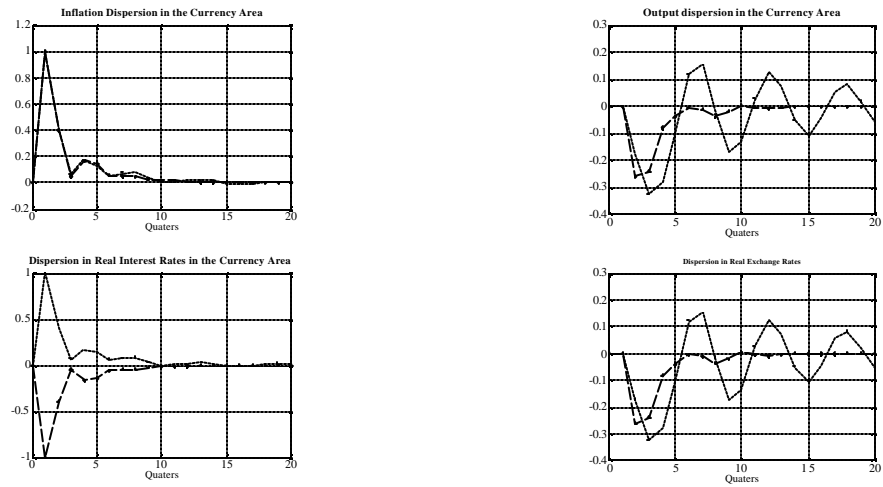 Inflation Dispersion in the Currency Area
1.2
1
0.8
0.6
0.4
0.2
0
-0.2
0 5 10 15 20
Quaters
Output dispersion in the Currency Area
0.3
0.2
0.1
0
-0.1
-0.2
-0.3
-0.4
0 5 10 15 20
Quaters
Dispersion in Real Interest Rates in the Currency Area
1
0.5
0
-0.5
-1
0 5 10 15 20
Quaters
Dispersion in Real Exchange Rates
0.3
0.2
0.1
0
-0.1
-0.2
-0.3
-0.4
0 5 10 15 20
Quaters